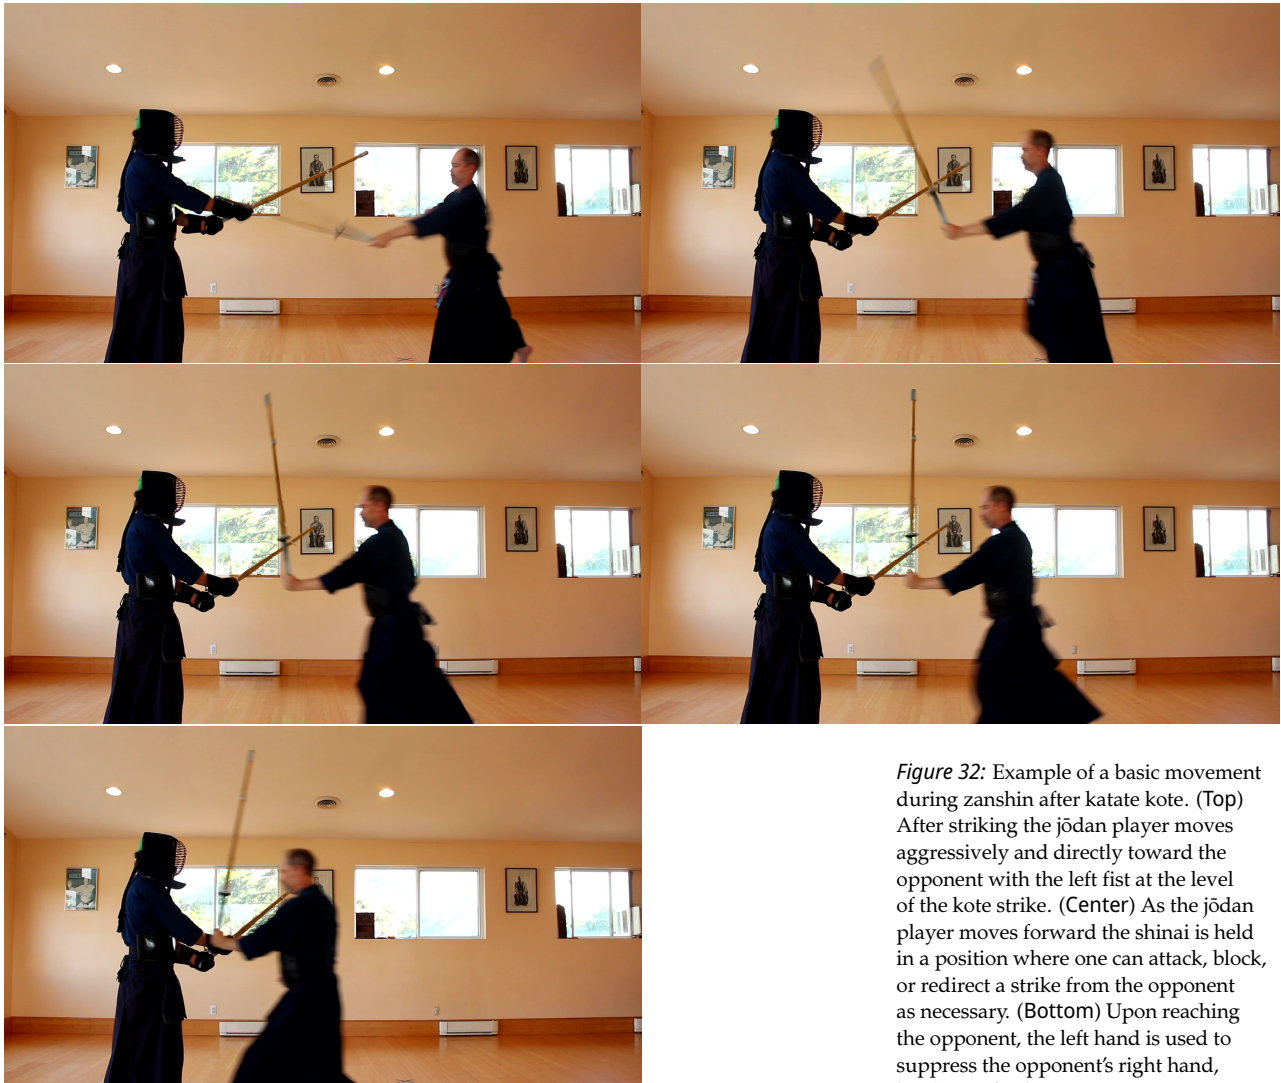 Figure 32: Example of a basic movement
during zanshin after katate kote. (Top)
After striking the jōdan player moves
aggressively and directly toward the
opponent with the left fist at the level
of the kote strike. (Center) As the jōdan
player moves forward the shinai is held
in a position where one can attack, block,
or redirect a strike from the opponent
as necessary. (Bottom) Upon reaching
the opponent, the left hand is used to
suppress the opponent's right hand,